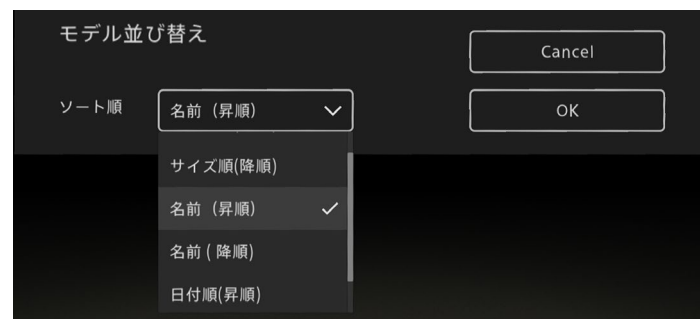 モデル並び替え
Cancel
ソート順
名前（昇順）
OK
サイズ順(降順)
名前（昇順）
名前 ( 降順)
日付順(昇順)